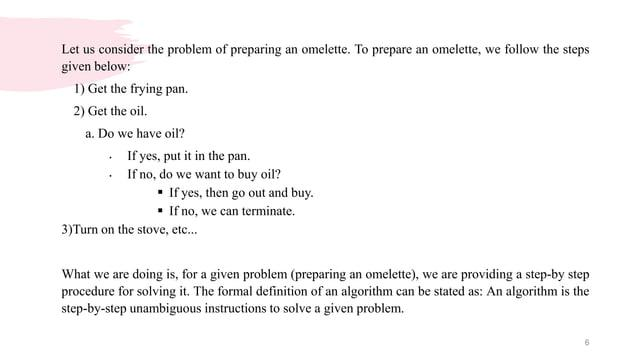 Let us consider the problem of preparing an omelette. To prepare an omelette, we follow the steps
given below:
1) Get the frying pan.
2) Get the oil.
a. Do we have oil?
• If yes, put it in the pan.
• If no, do we want to buy oil?
▪ If yes, then go out and buy.
▪ If no, we can terminate.
3)Turn on the stove, etc...
What we are doing is, for a given problem (preparing an omelette), we are providing a step-by step
procedure for solving it. The formal definition of an algorithm can be stated as: An algorithm is the
step-by-step unambiguous instructions to solve a given problem.
6